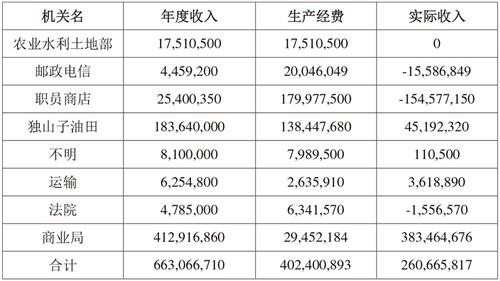 机关名 年度收入 生产经费 实际收入
农业水利土地部 17,510,500 17,510,500 0
邮政电信 4,459,200 20,046,049 -15,586,849
职员商店 25,400,350 179,977,500 -154,577,150
独山子油田 183,640,000 138,447,680 45,192,320
不明 8,100,000 7,989,500 110,500
运输 6,254,800 2,635,910 3,618,890
法院 4,785,000 6,341,570 -1,556,570
商业局 412,916,860 29,452,184 383,464,676
合计 663,066,710 402,400,893 260,665,817